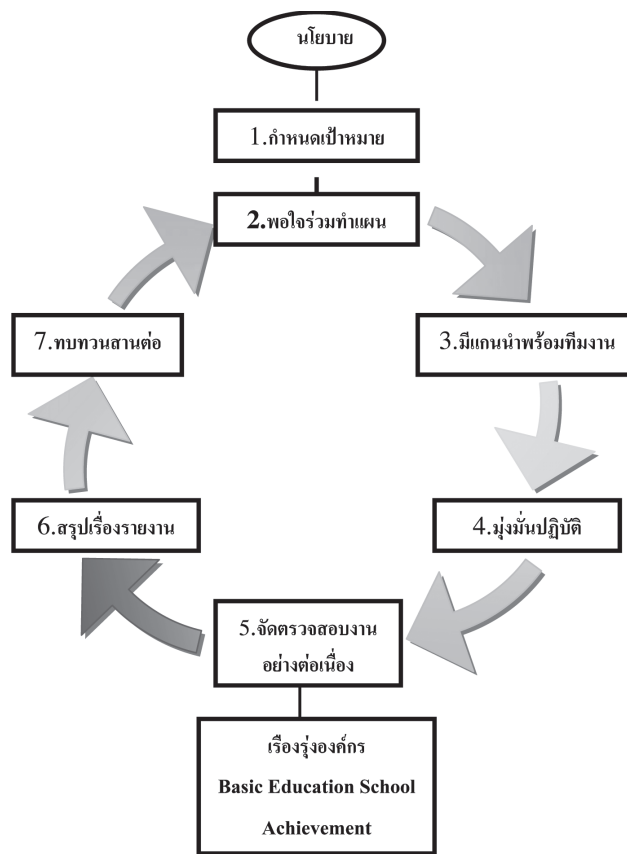 นโยบาย
1.กำหนดเป้าหมาย
2.พอใจร่วมทำแผน
3.มีแกนนำพร้อมทีมงาน
4.มุ่งมั่นปฏิบัติ
5.จัดตรวจสอบงาน
อย่างต่อเนื่อง
6.สรุปเรื่องรายงาน
7.ทบทวนสานต่อ
เรืองรุ่งองค์กร
Basic Education School
Achievement